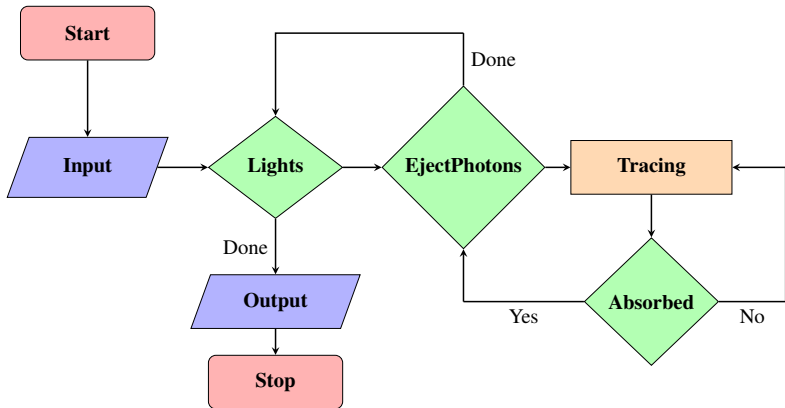 Start
Done
Input
Lights
EjectPhotons
Tracing
Done
Output
Absorbed
Yes
No
Stop